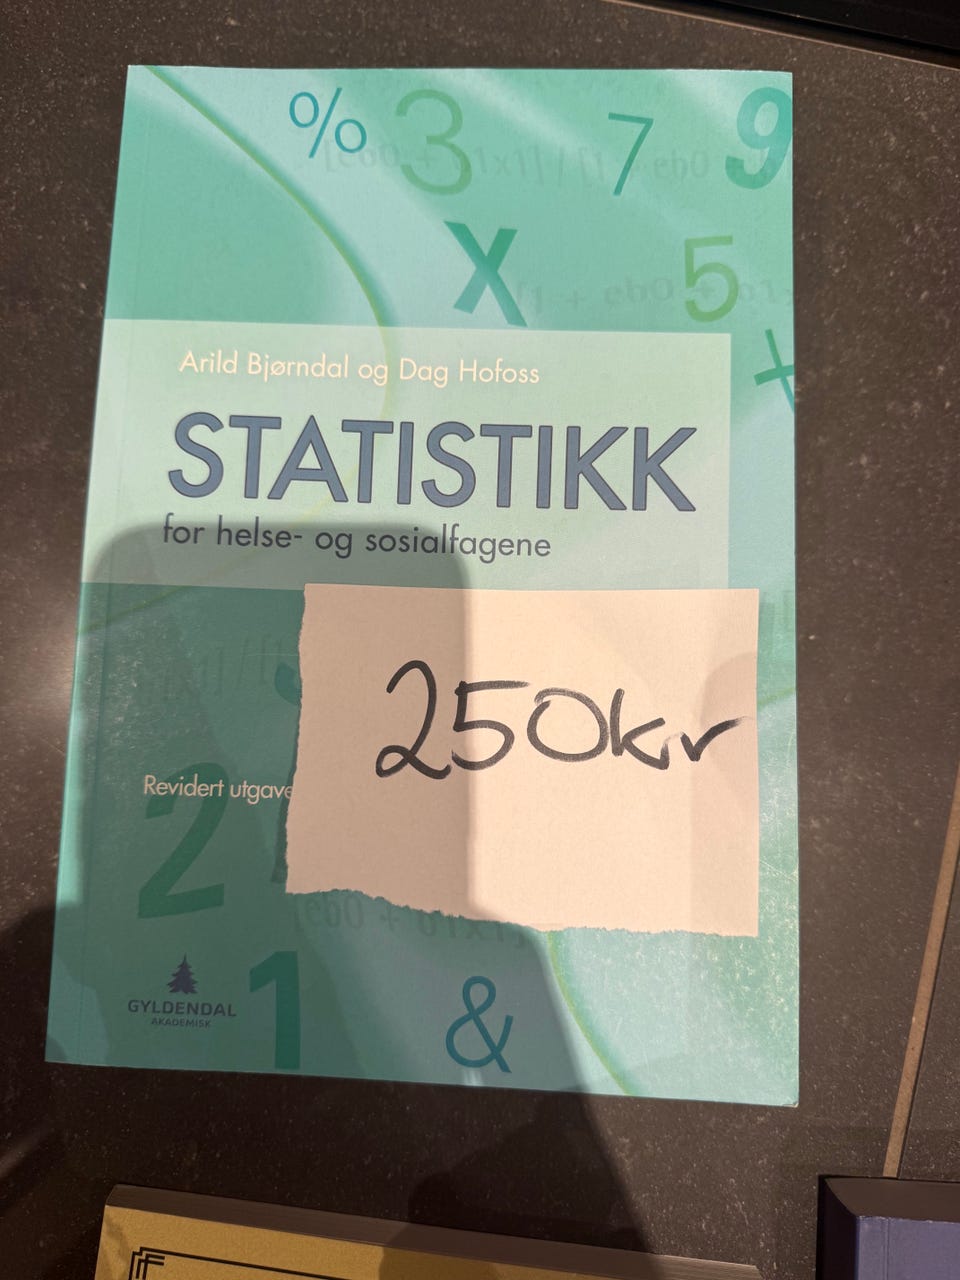 % 3 7 9
X 5
+
Arild Bjørndal og Dag Hofoss
STATISTIKK
for helse- og sosialfagene
250kr
Revidert utgave
2
1 &
GYLDENDAL
AKADEMISK